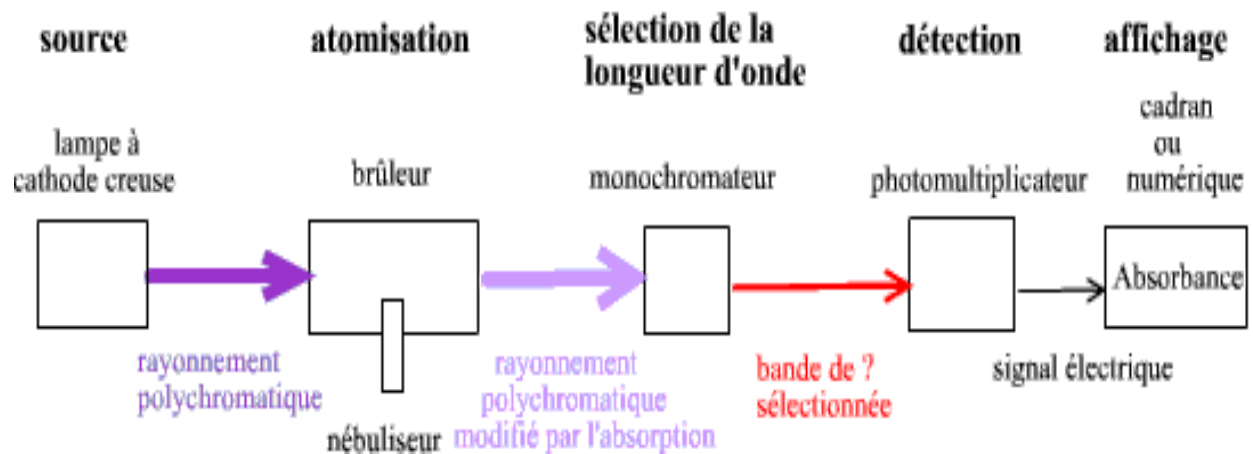 source
atomisation
sélection de la
longueur d'onde
détection
affichage
lampe à
cathode creuse
brûleur
monochromateur
photomultiplicateur
cadran
ou
numérique
Absorbance
rayonnement
polychromatique
nébuliseur
rayonnement
polychromatique
modifié par l'absorption
bande de ?
sélectionnée
signal électrique